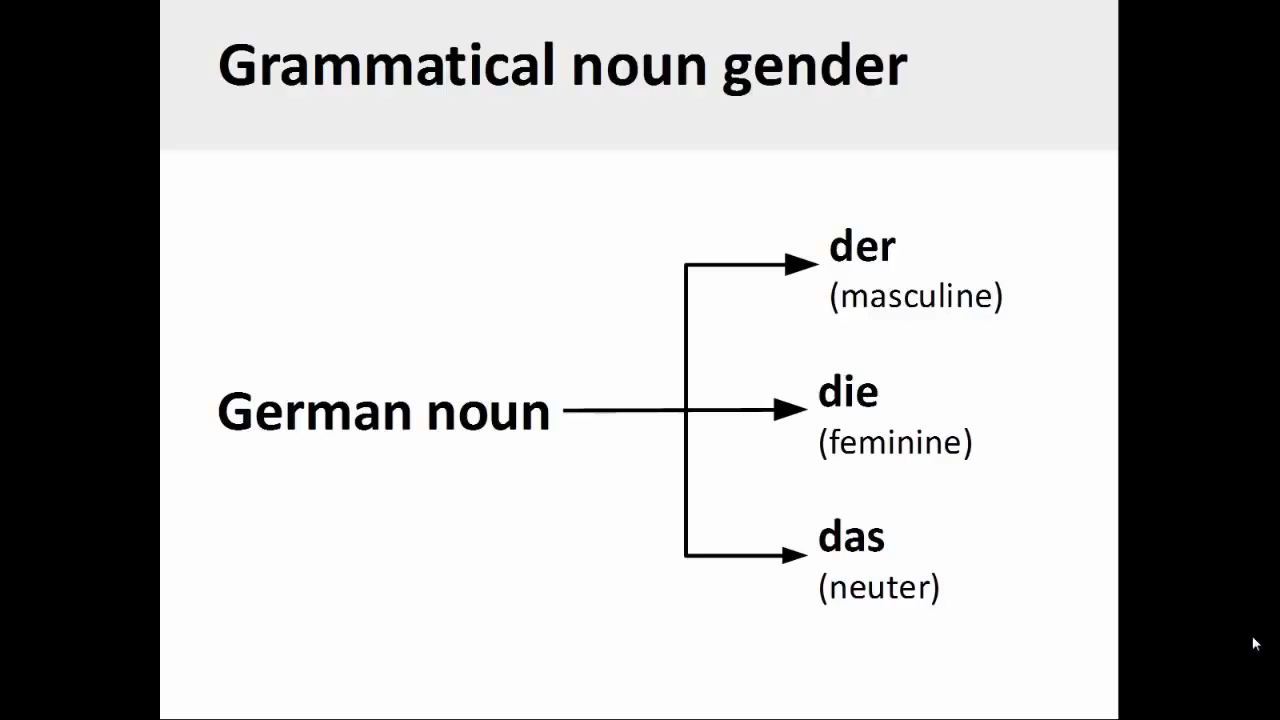 Grammatical noun gender
der
(masculine)
German noun
die
(feminine)
das
(neuter)